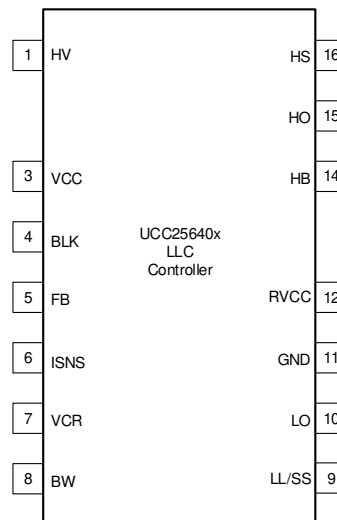 1 HV
HS 16
HO 15
3 VCC
HB 14
4 BLK
UCC25640x
LLC
Controller
5 FB
RVCC 12
6 ISNS
GND 11
7 VCR
LO 10
8 BW
LL/SS 9